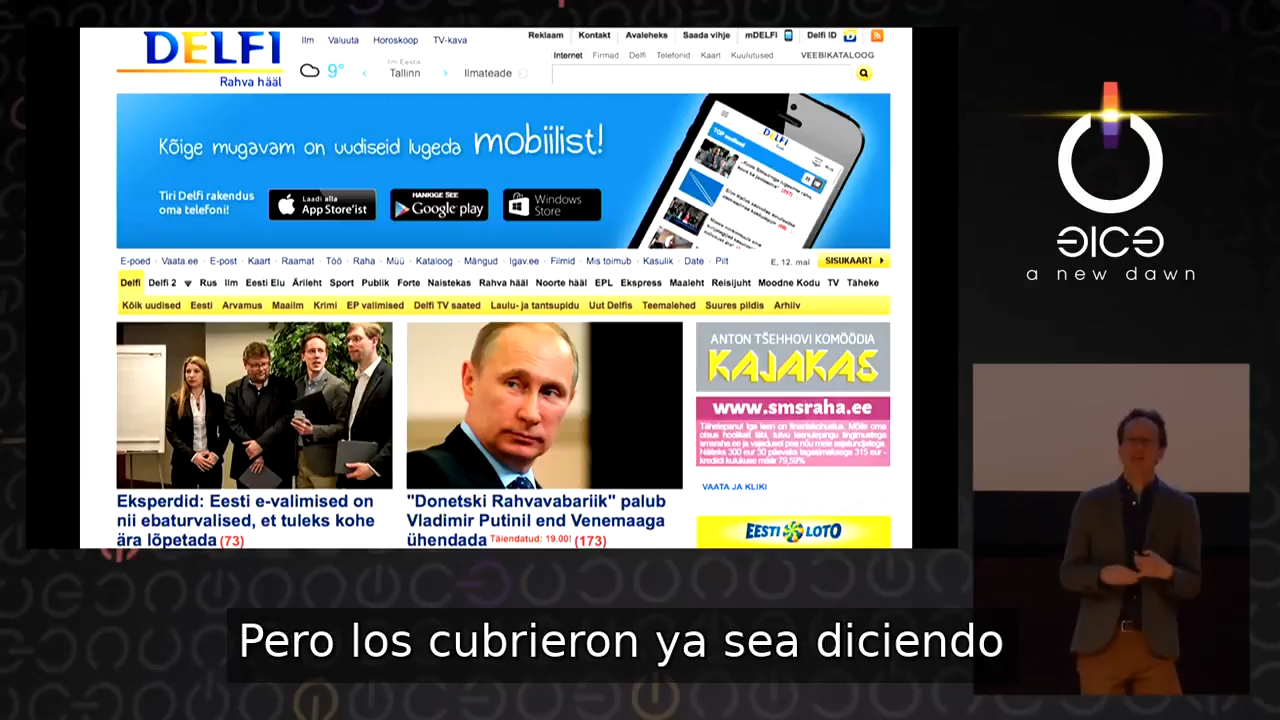 DELFI
Rahva hääl
Ilm Valuuta Horoskoop TV-kava
9°
Tallinn
Ilmateade
Reklaam Kontakt Avaleheks Saada vihje mDELFI Delfi ID
Internet Firmad Delfi Telefonid Kaart Kuulutused VEEBIKATALOOG
Kõige mugavam on uudiseid lugeda mobiilist!
Tiri Delfi rakendus
oma telefoni!
Laadi alla
App Store'ist
HANKIGE SEE
Google play
Windows
Store
DELFI
E-poed Vaata.ee E-post Kaart Raamat Töö Raha Müü Kataloog Mängud Igav.ee Filmid Mis toimub Kasulik Date Pilt
E, 12. mai
SISUKAART
Delfi Delfi 2 Rus Ilm Eesti Elu Ärileht Sport Publik Forte Naistekas Rahva hääl Noorte hääl EPL Ekspress Maaleht Reisijuht Moodne Kodu TV Täheke
Kõik uudised Eesti Arvamus Maailm Krimi EP valimised Delfi TV saated Laulu- ja tantsupidu Uut Delfis Teemalehed Suures pildis Arhiiv
Eksperdid: Eesti e-valimised on
nii ebaturvalised, et tuleks kohe
ära lõpetada (73)
"Donetski Rahvavabariik" palub
Vladimir Putinil end Venemaaga
ühendada Täiendatud: 19.00! (173)
ANTON TŠEHHOVI KOMÖÖDIA
KAJAKAS
www.smsraha.ee
VAATA JA KLIKI
EESTI LOTO
ǝıcǝ
a new dawn
Pero los cubrieron ya sea diciendo